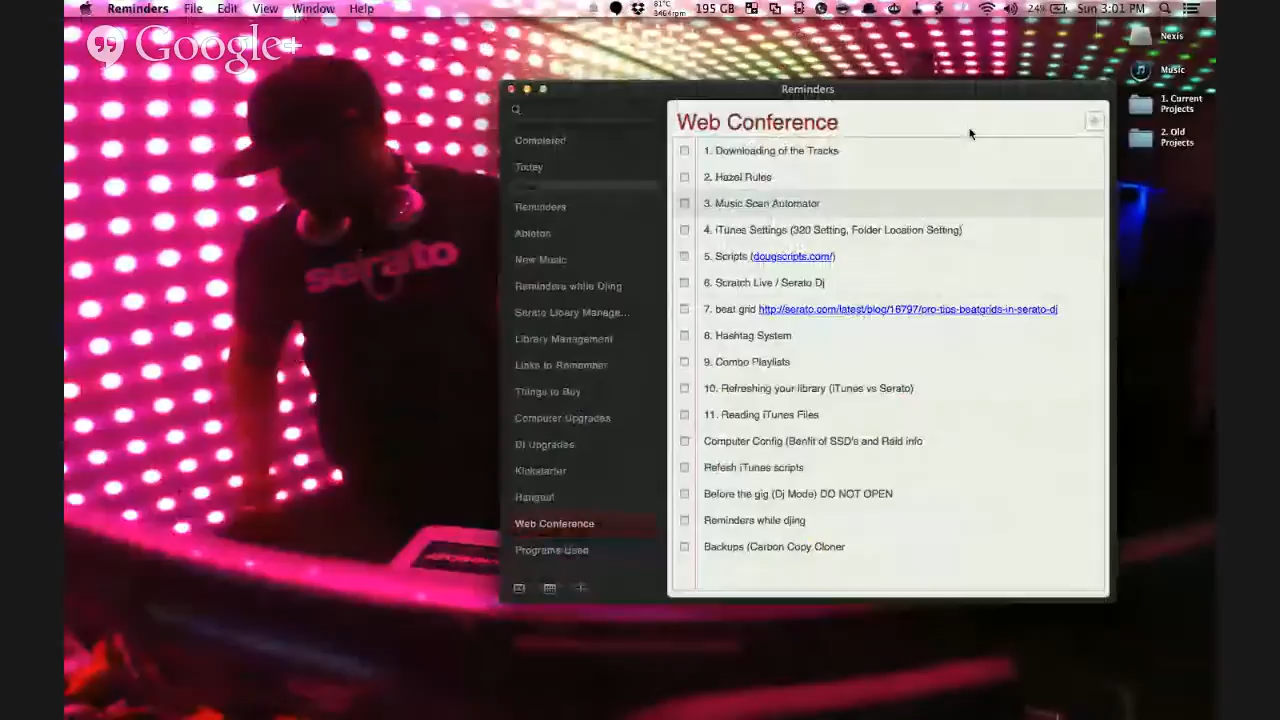 Reminders File Edit View Window Help
81°C
3464rpm
195 GB
24%
Sun 3:01 PM
Google+
Nexis
Music
1. Current
Projects
2. Old
Projects
Reminders
Completed
Today
Reminders
Ableton
New Music
Reminders while Djing
Serato Libary Manage...
Library Management
Links to Remember
Things to Buy
Computer Upgrades
DJ Upgrades
Kickstarter
Hangout
Web Conference
Programs Used
Web Conference
1. Downloading of the Tracks
2. Hazel Rules
3. Music Scan Automator
4. iTunes Settings (320 Setting, Folder Location Setting)
5. Scripts (dougscripts.com/)
6. Scratch Live / Serato Dj
7. beat grid http://serato.com/latest/blog/16797/pro-tips-beatgrids-in-serato-dj
8. Hashtag System
9. Combo Playlists
10. Refreshing your library (iTunes vs Serato)
11. Reading iTunes Files
Computer Config (Benfit of SSD's and Raid info
Refesh iTunes scripts
Before the gig (Dj Mode) DO NOT OPEN
Reminders while djing
Backups (Carbon Copy Cloner
serato